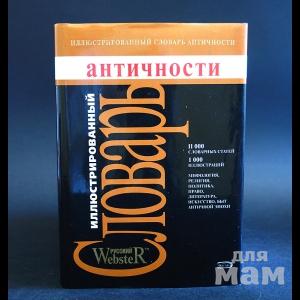 ИЛЛЮСТРИРОВАННЫЙ СЛОВАРЬ АНТИЧНОСТИ
АНТИЧНОСТИ
ИЛЛЮСТРИРОВАННЫЙ
Словарь
11 000
СЛОВАРНЫХ СТАТЕЙ
1 000
ИЛЛЮСТРАЦИЙ
МИФОЛОГИЯ,
РЕЛИГИЯ,
ПОЛИТИКА,
ПРАВО,
ЛИТЕРАТУРА,
ИСКУССТВО, БЫТ
АНТИЧНОЙ ЭПОХИ
РУССКИЙ
WebsteR
для
мам